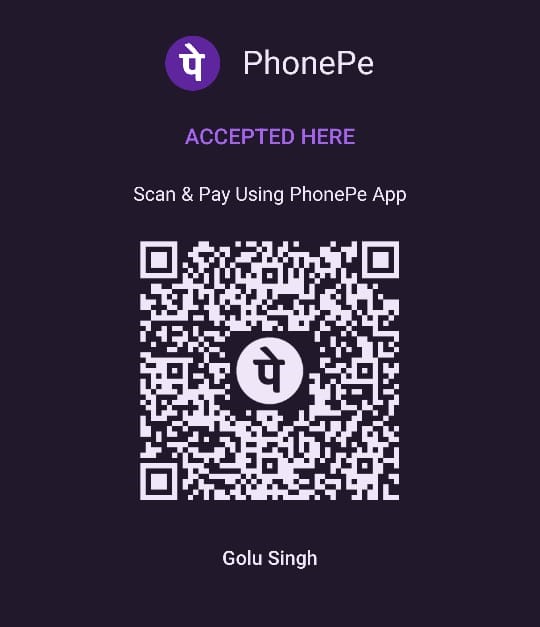 पे PhonePe
ACCEPTED HERE
Scan & Pay Using PhonePe App
पे
Golu Singh